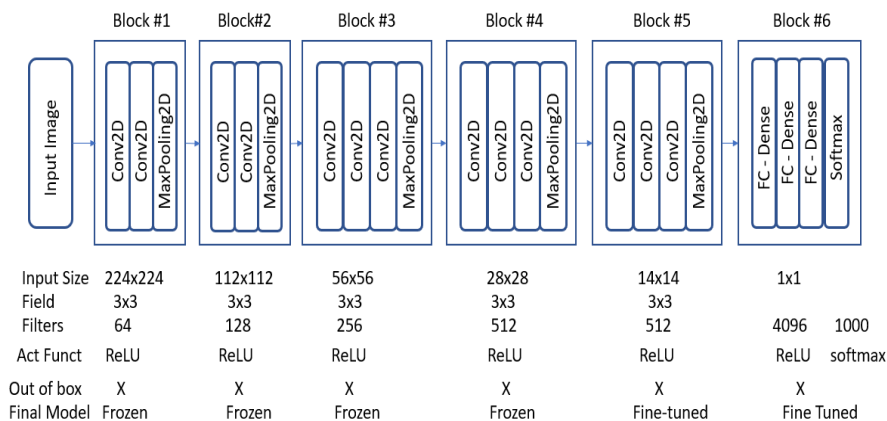 Block #1 Block#2 Block #3 Block #4 Block #5 Block #6
Input Image
Conv2D
Conv2D
MaxPooling2D
Conv2D
Conv2D
MaxPooling2D
Conv2D
Conv2D
Conv2D
MaxPooling2D
Conv2D
Conv2D
Conv2D
MaxPooling2D
Conv2D
Conv2D
Conv2D
MaxPooling2D
FC - Dense
FC - Dense
FC - Dense
Softmax
Input Size 224x224 112x112 56x56 28x28 14x14 1x1
Field 3x3 3x3 3x3 3x3 3x3
Filters 64 128 256 512 512 4096 1000
Act Funct ReLU ReLU ReLU ReLU ReLU ReLU softmax
Out of box X X X X X X
Final Model Frozen Frozen Frozen Frozen Fine-tuned Fine Tuned